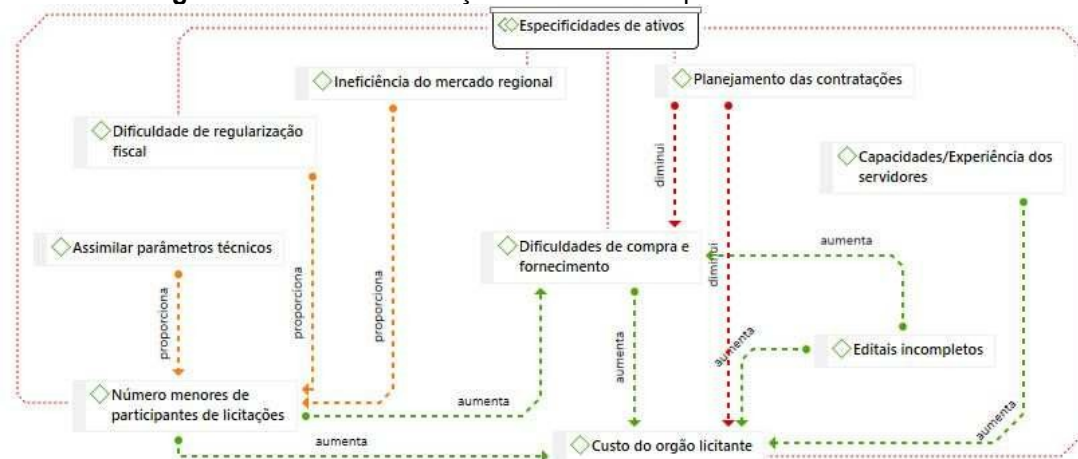 Especificidades de ativos
Ineficiência do mercado regional
Planejamento das contratações
Dificuldade de regularização
fiscal
Capacidades/Experiência dos
servidores
diminui
Assimilar parâmetros técnicos
Dificuldades de compra e
fornecimento
aumenta
diminui
proporciona
proporciona
proporciona
aumenta
aumenta
Editais incompletos
Número menores de
participantes de licitações
aumenta
aumenta
aumenta
Custo do orgão licitante